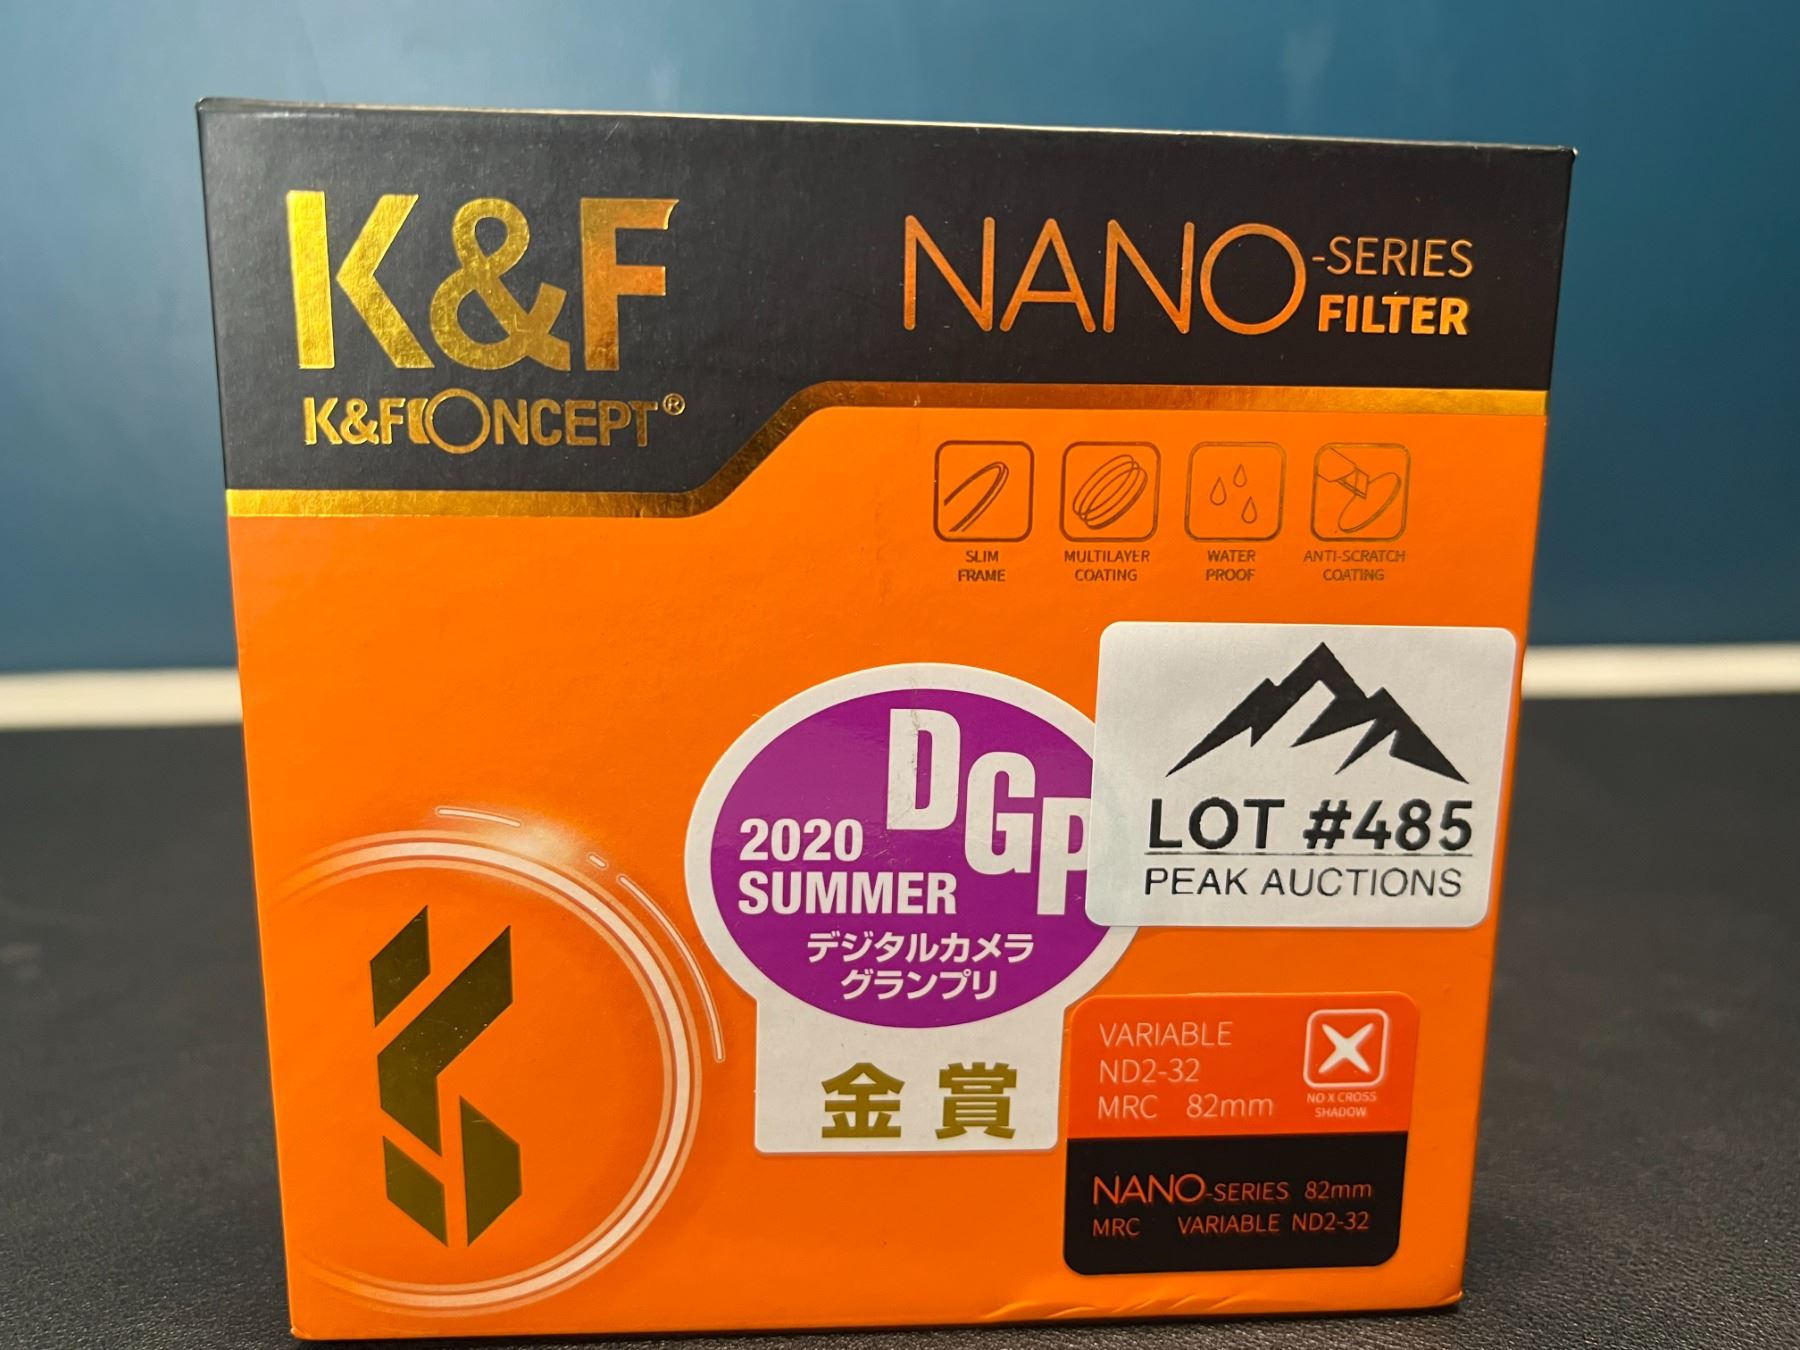 K&F
K&FCONCEPT®
NANO-SERIES
FILTER
SLIM
FRAME
MULTILAYER
COATING
WATER
PROOF
ANTI-SCRATCH
COATING
DGP
2020
SUMMER
デジタルカメラ
グランプリ
金賞
LOT #485
PEAK AUCTIONS
VARIABLE
ND2-32
MRC 82mm
NO X CROSS
SHADOW
NANO-SERIES 82mm
MRC VARIABLE ND2-32